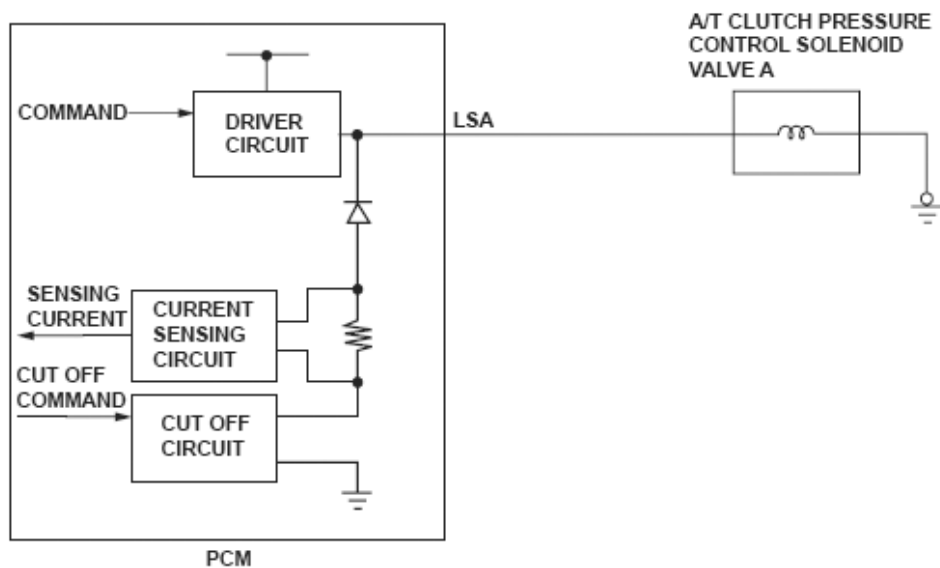 A/T CLUTCH PRESSURE
CONTROL SOLENOID
VALVE A
COMMAND
DRIVER
CIRCUIT
LSA
SENSING
CURRENT
CURRENT
SENSING
CIRCUIT
CUT OFF
COMMAND
CUT OFF
CIRCUIT
PCM